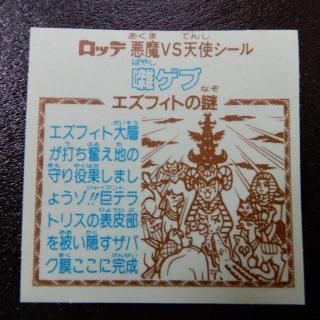 ロッテ 悪魔VS天使シール
囃ゲブ
エズフィトの謎
エズフィト大層
が打ち奮え地の
守り役果しまし
ょうゾ!!巨テラ
トリスの表皮部
を被い隠すザバ
ク膜ここに完成